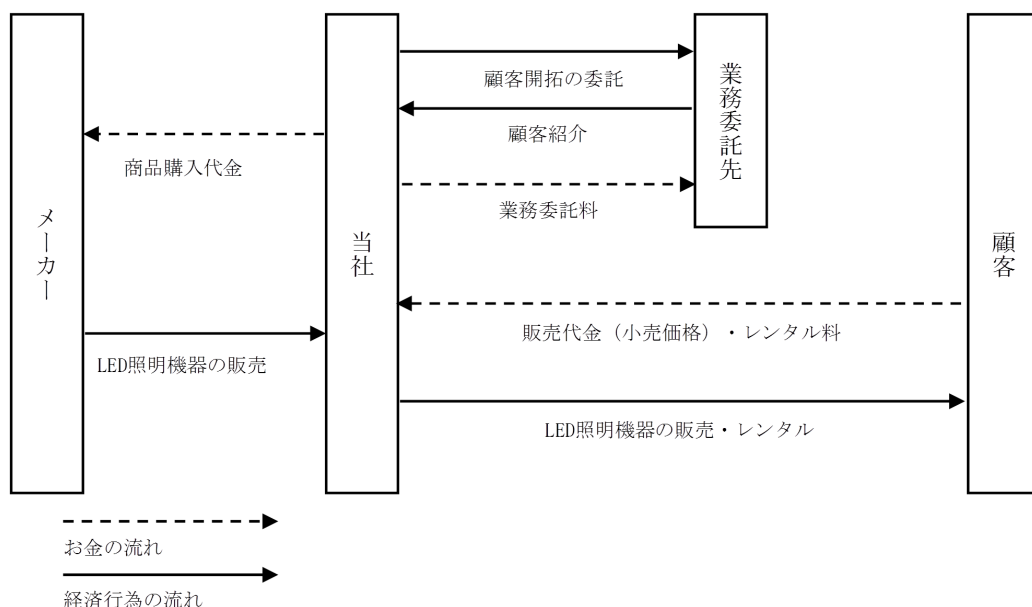 顧客開拓の委託
顧客紹介
業務委託先
商品購入代金
業務委託料
メーカー
当社
顧客
販売代金（小売価格）・レンタル料
LED照明機器の販売
LED照明機器の販売・レンタル
お金の流れ
経済行為の流れ